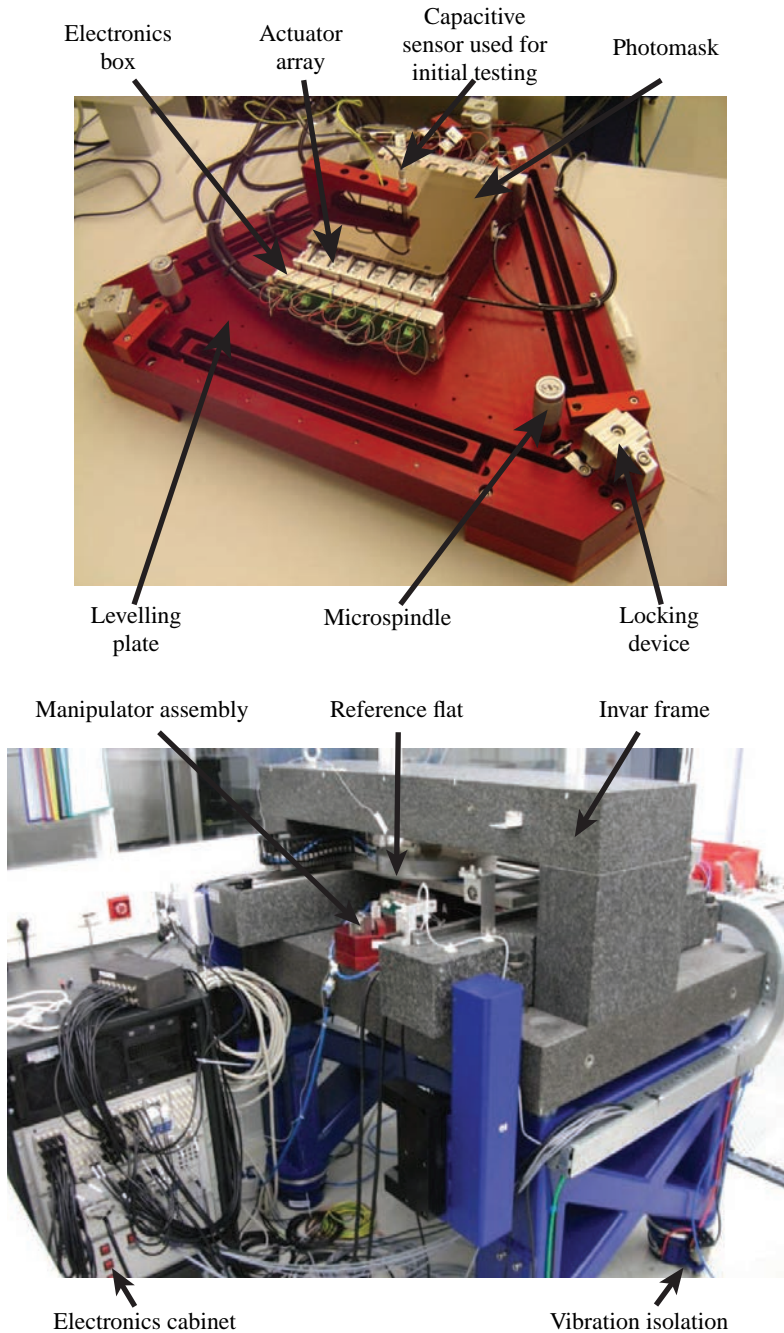 Electronics
box
Actuator
array
Capacitive
sensor used for
initial testing
Photomask
Levelling
plate
Microspindle
Locking
device
Manipulator assembly
Reference flat
Invar frame
Electronics cabinet
Vibration isolation